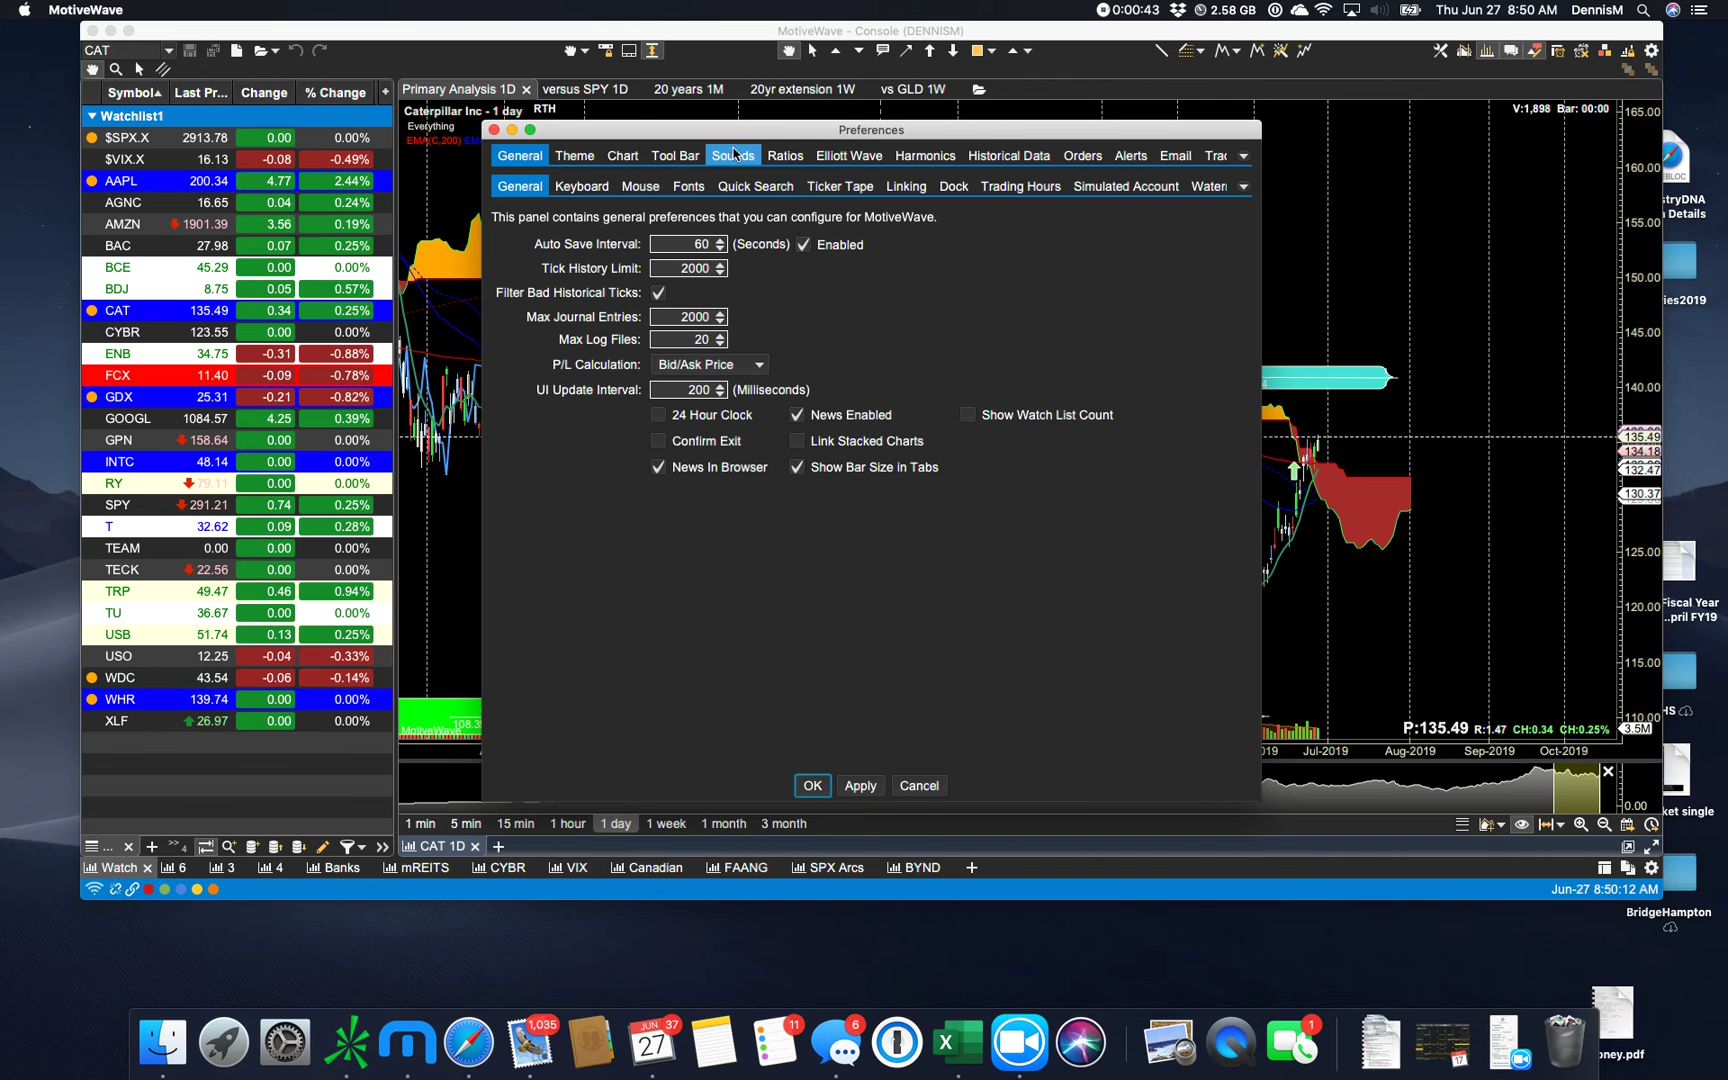 MotiveWave
0:00:43
2.58 GB
Thu Jun 27 8:50 AM
DennisM
MotiveWave - Console (DENNISM)
CAT
Symbol Last Pr... Change % Change +
Primary Analysis 1D
versus SPY 1D
20 years 1M
20yr extension 1W
vs GLD 1W
Watchlist1
$SPX.X 2913.78 0.00 0.00%
$VIX.X 16.13 -0.08 -0.49%
AAPL 200.34 4.77 2.44%
AGNC 16.65 0.04 0.24%
AMZN 1901.39 3.56 0.19%
BAC 27.98 0.07 0.25%
BCE 45.29 0.00 0.00%
BDJ 8.75 0.05 0.57%
CAT 135.49 0.34 0.25%
CYBR 123.55 0.00 0.00%
ENB 34.75 -0.31 -0.88%
FCX 11.40 -0.09 -0.78%
GDX 25.31 -0.21 -0.82%
GOOGL 1084.57 4.25 0.39%
GPN 158.64 0.00 0.00%
INTC 48.14 0.00 0.00%
RY 79.11 0.00 0.00%
SPY 291.21 0.74 0.25%
T 32.62 0.09 0.28%
TEAM 0.00 0.00 0.00%
TECK 22.56 0.00 0.00%
TRP 49.47 0.46 0.94%
TU 36.67 0.00 0.00%
USB 51.74 0.13 0.25%
USO 12.25 -0.04 -0.33%
WDC 43.54 -0.06 -0.14%
WHR 139.74 0.00 0.00%
XLF 26.97 0.00 0.00%
Caterpillar Inc - 1 day RTH
Everything
EMA(C,200)
V:1,898 Bar: 00:00
Preferences
General Theme Chart Tool Bar Sounds Ratios Elliott Wave Harmonics Historical Data Orders Alerts Email Trac
General Keyboard Mouse Fonts Quick Search Ticker Tape Linking Dock Trading Hours Simulated Account Water
This panel contains general preferences that you can configure for MotiveWave.
Auto Save Interval: 60 (Seconds) Enabled
Tick History Limit: 2000
Filter Bad Historical Ticks:
Max Journal Entries: 2000
Max Log Files: 20
P/L Calculation: Bid/Ask Price
UI Update Interval: 200 (Milliseconds)
24 Hour Clock News Enabled Show Watch List Count
Confirm Exit Link Stacked Charts
News In Browser Show Bar Size in Tabs
OK Apply Cancel
165.00
160.00
155.00
150.00
145.00
140.00
135.49
134.18
132.47
130.37
125.00
120.00
115.00
110.00
3.5M
0.00
MotiveWave
P:135.49 R:1.47 CH:0.34 CH:0.25%
Jul-2019 Aug-2019 Sep-2019 Oct-2019
1 min 5 min 15 min 1 hour 1 day 1 week 1 month 3 month
CAT 1D
Watch 6 3 4 Banks mREITS CYBR VIX Canadian FAANG SPX Arcs BYND
Jun-27 8:50:12 AM
stryDNA
n Details
ies2019
Fiscal Year
..pril FY19
HS
ket single
BridgeHampton
oney.pdf
1,035
JUN 37
27
11
6
1
17